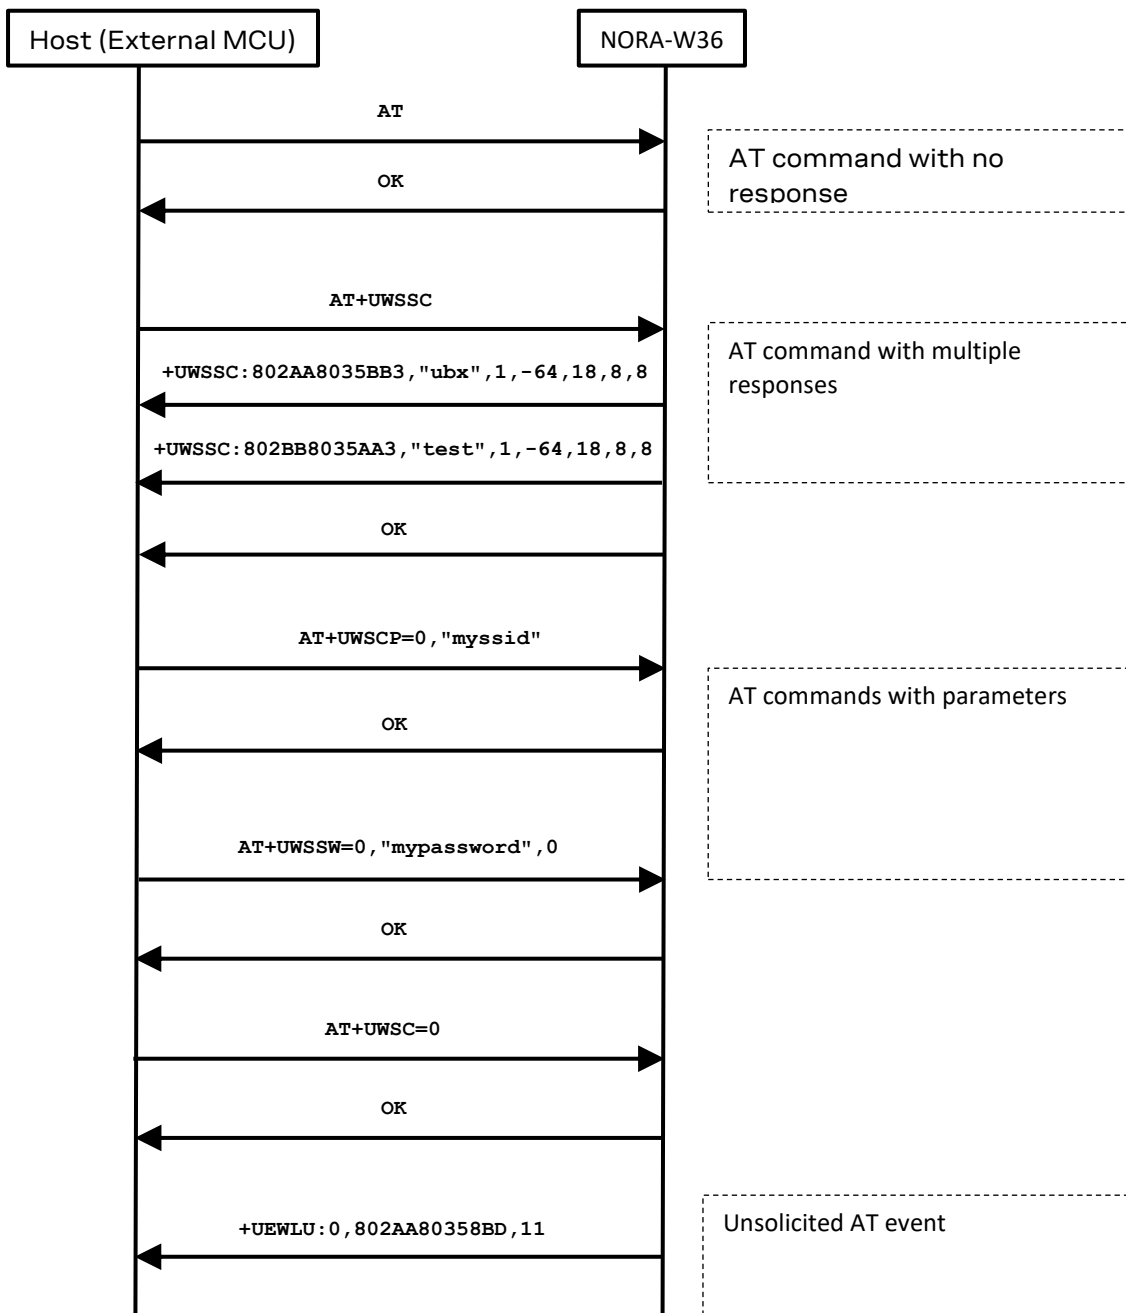 Host (External MCU)
NORA-W36
AT
AT command with no
response
OK
AT+UWSSC
AT command with multiple
responses
+UWSSC:802AA8035BB3,"ubx",1,-64,18,8,8
+UWSSC:802BB8035AA3,"test",1,-64,18,8,8
OK
AT+UWSCP=0,"myssid"
AT commands with parameters
OK
AT+UWSSW=0,"mypassword",0
OK
AT+UWSC=0
OK
+UEWLU:0,802AA80358BD,11
Unsolicited AT event